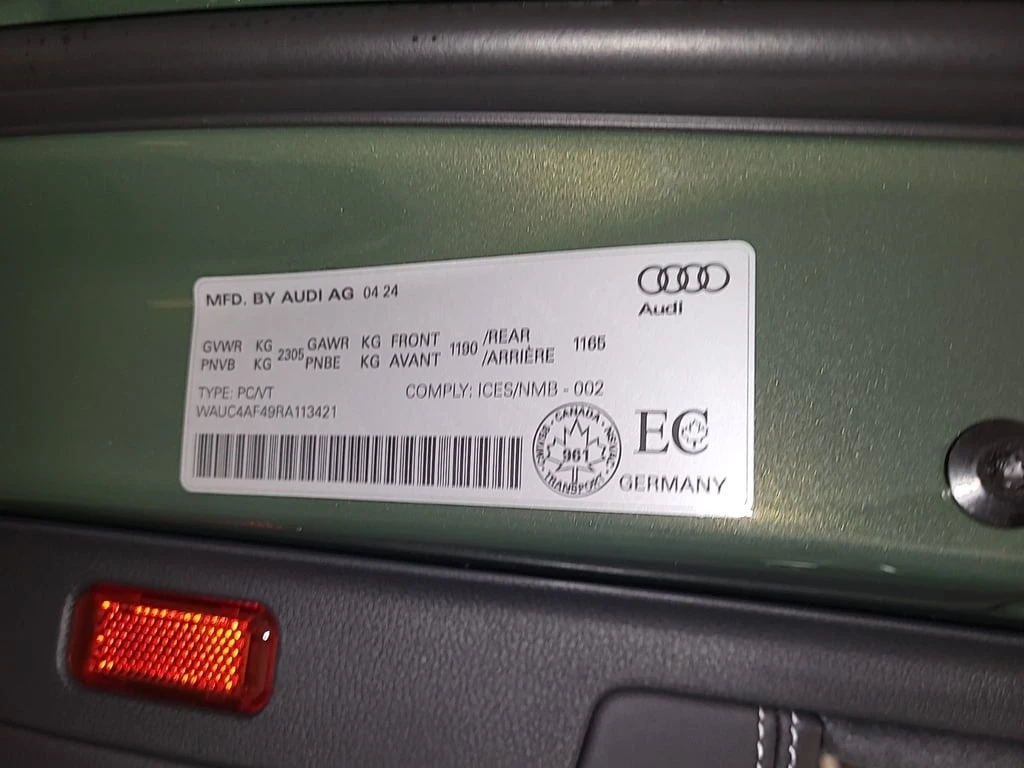 MFD. BY AUDI AG 04 24
Audi
GVWR KG 2305 GAWR KG FRONT 1190 /REAR 1165
PNVB KG PNBE KG AVANT /ARRIÈRE
TYPE: PC/VT COMPLY: ICES/NMB - 002
WAUC4AF49RA113421
CANADA
961
TRANSPORT
EC
GERMANY